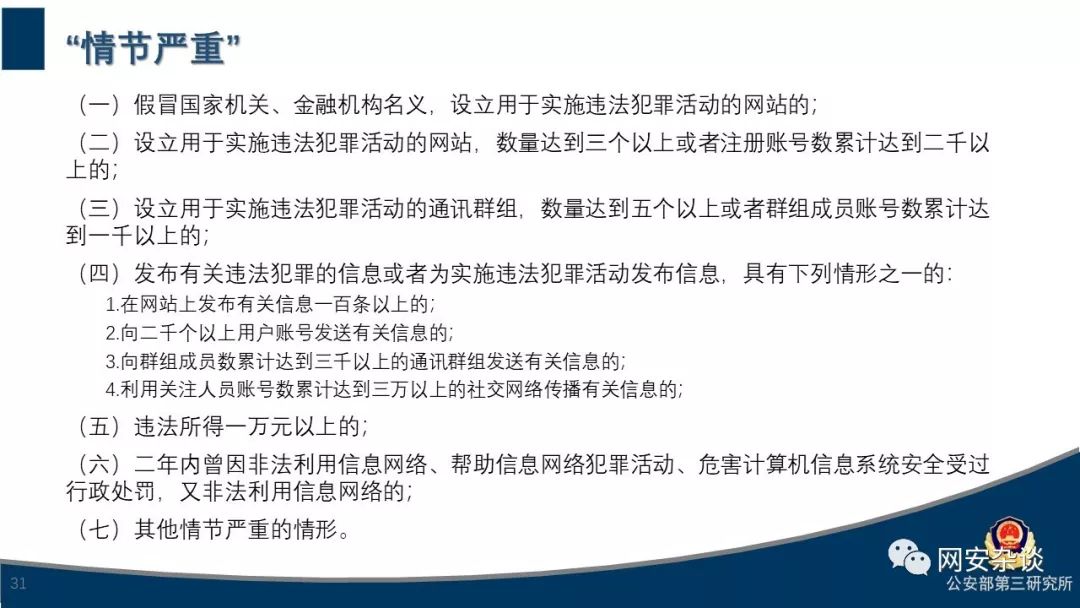 “情节严重”
（一）假冒国家机关、金融机构名义，设立用于实施违法犯罪活动的网站的；
（二）设立用于实施违法犯罪活动的网站，数量达到三个以上或者注册账号数累计达到二千以
上的；
（三）设立用于实施违法犯罪活动的通讯群组，数量达到五个以上或者群组成员账号数累计达
到一千以上的；
（四）发布有关违法犯罪的信息或者为实施违法犯罪活动发布信息，具有下列情形之一的：
1.在网站上发布有关信息一百条以上的；
2.向二千个以上用户账号发送有关信息的；
3.向群组成员数累计达到三千以上的通讯群组发送有关信息的；
4.利用关注人员账号数累计达到三万以上的社交网络传播有关信息的；
（五）违法所得一万元以上的；
（六）二年内曾因非法利用信息网络、帮助信息网络犯罪活动、危害计算机信息系统安全受过
行政处罚，又非法利用信息网络的；
（七）其他情节严重的情形。
31
网安杂谈
公安部第三研究所